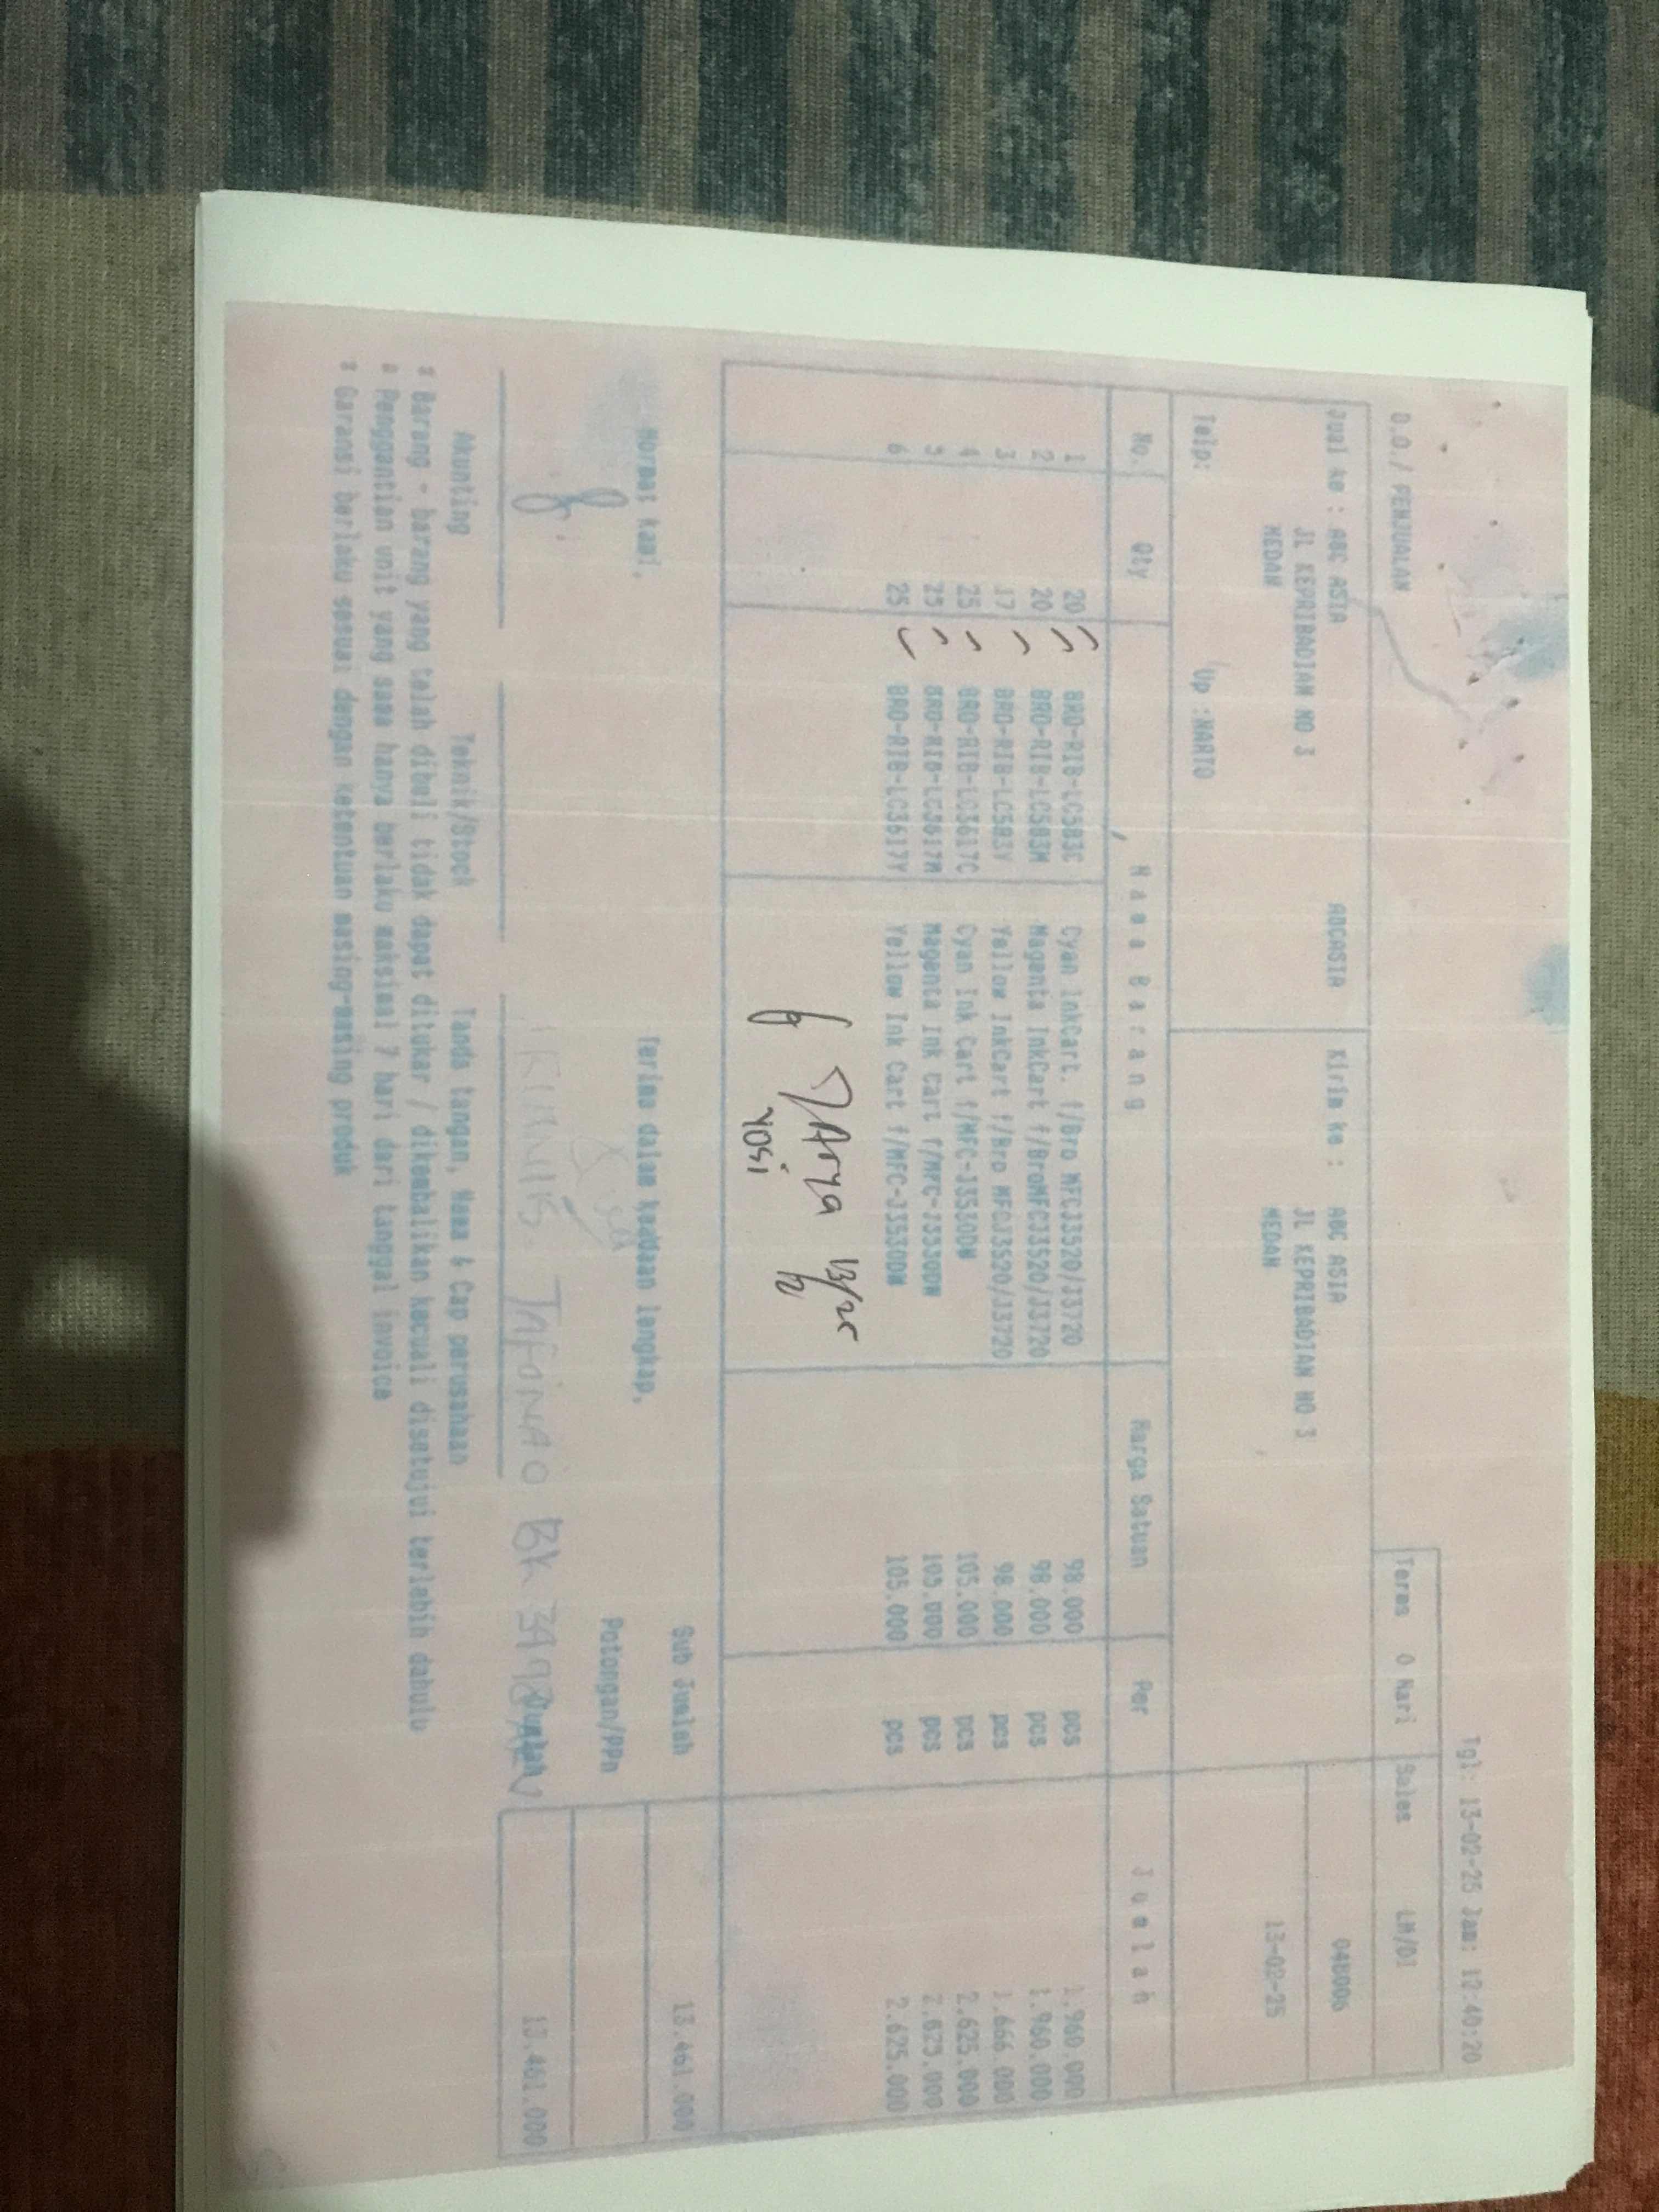 Tgl: 13-02-25 Jam: 12:40:20
D.O./ PENJUALAN
Terms 0 Hari Sales LM/DI
Jual ke : ABC ASIA ABCASIA Kirim ke : ABC ASIA
JL KEPRIBADIAN NO 3 JL KEPRIBADIAN NO 3
MEDAN MEDAN 13-02-25
Telp: Up :WARTO
No. Qty Nama Barang Harga Satuan Per Jumlah
1 20 BRO-RIB-LC583C Cyan InkCart. f/Bro MFCJ3520/J3720 98.000 pcs 1.960.000
2 20 BRO-RIB-LC583M Magenta InkCart f/BroMFCJ3520/J3720 98.000 pcs 1.960.000
3 17 BRO-RIB-LC583Y Yellow InkCart f/Bro MFCJ3520/J3720 98.000 pcs 1.666.000
4 25 BRO-RIB-LC3617C Cyan Ink Cart f/MFC-J3530DW 105.000 pcs 2.625.000
5 25 BRO-RIB-LC3617M Magenta Ink Cart f/MFC-J3530DW 105.000 pcs 2.625.000
6 25 BRO-RIB-LC3617Y Yellow Ink Cart f/MFC-J3530DW 105.000 pcs 2.625.000
Arya 13/2
Yosi
Sub Jumlah 13.461.000
Hormat kami, Terima dalam keadaan lengkap,
Potongan/PPn
Jumlah 13.461.000
Akunting Teknik/Stock Tanda tangan, Nama & Cap perusahaan
* Barang - barang yang telah dibeli tidak dapat ditukar / dikembalikan kecuali disetujui terlebih dahulu
* Penggantian unit yang sama hanya berlaku maksimal 7 hari dari tanggal invoice
* Garansi berlaku sesuai dengan ketentuan masing-masing produk